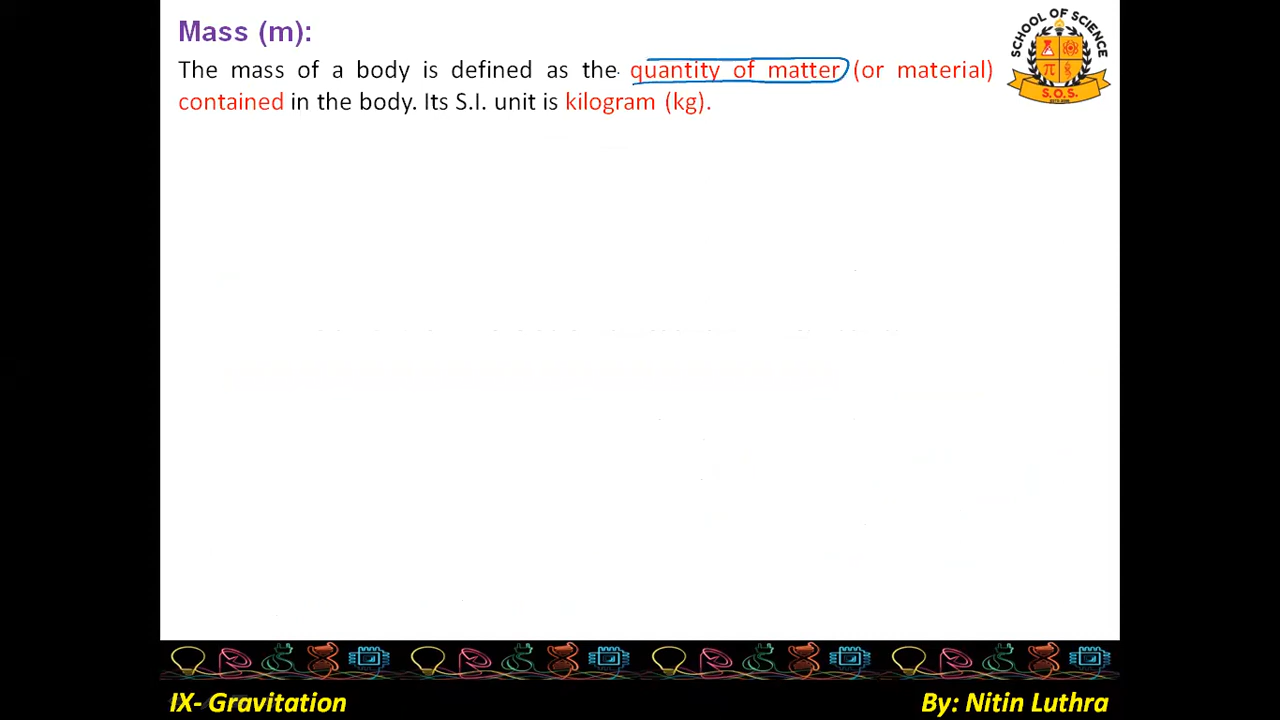 Mass (m):
The mass of a body is defined as the quantity of matter (or material)
contained in the body. Its S.I. unit is kilogram (kg).
SCHOOL OF SCIENCE
π
S.O.S.
IX- Gravitation
By: Nitin Luthra